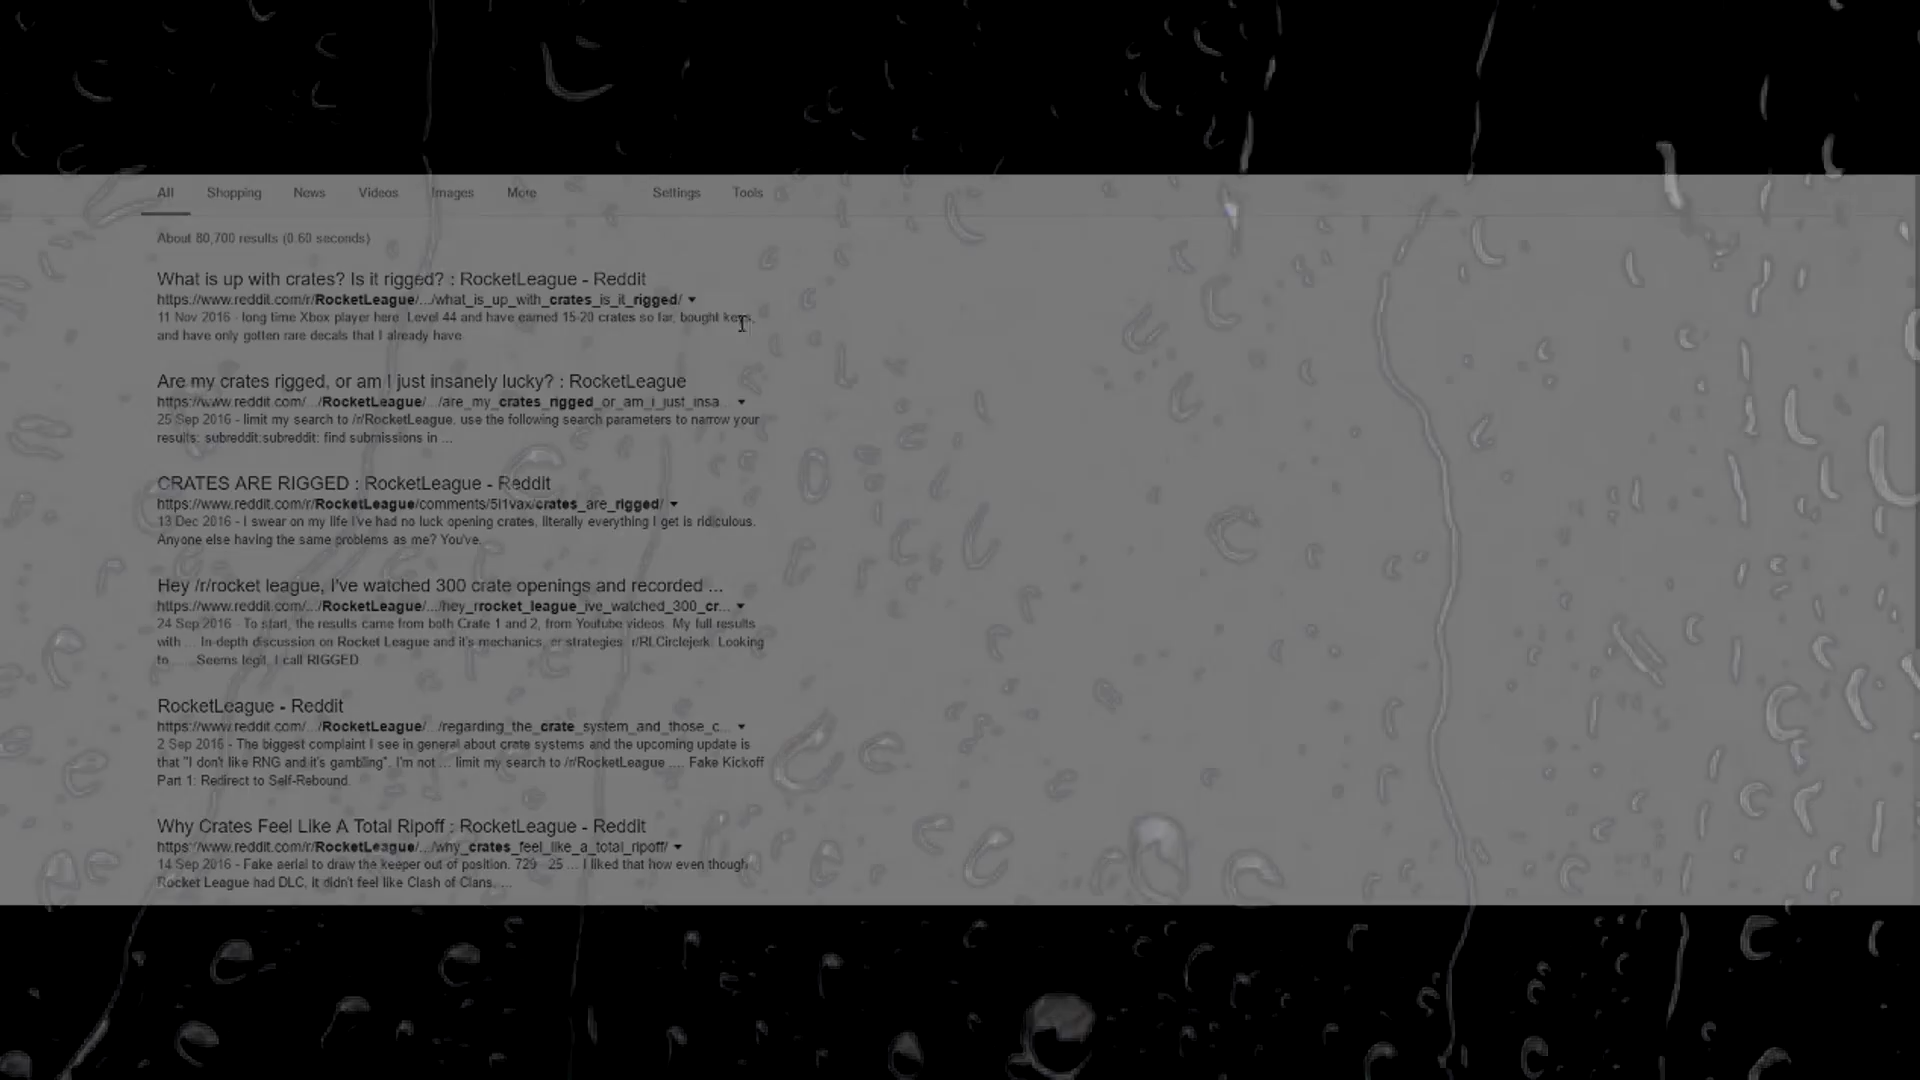 All Shopping News Videos Images More Settings Tools
About 80,700 results (0.60 seconds)
What is up with crates? Is it rigged? : RocketLeague - Reddit
https://www.reddit.com/r/RocketLeague/.../what_is_up_with_crates_is_it_rigged/
11 Nov 2016 - long time Xbox player here. Level 44 and have earned 15-20 crates so far, bought keys,
and have only gotten rare decals that I already have.
Are my crates rigged, or am I just insanely lucky? : RocketLeague
https://www.reddit.com/.../RocketLeague/.../are_my_crates_rigged_or_am_i_just_insa...
25 Sep 2016 - limit my search to /r/RocketLeague. use the following search parameters to narrow your
results: subreddit:subreddit: find submissions in ...
CRATES ARE RIGGED : RocketLeague - Reddit
https://www.reddit.com/r/RocketLeague/comments/5i1vax/crates_are_rigged/
13 Dec 2016 - I swear on my life I've had no luck opening crates, literally everything I get is ridiculous.
Anyone else having the same problems as me? You've.
Hey /r/rocket league, I've watched 300 crate openings and recorded ...
https://www.reddit.com/.../RocketLeague/.../hey_rrocket_league_ive_watched_300_cr...
24 Sep 2016 - To start, the results came from both Crate 1 and 2, from Youtube videos. My full results
with ... In-depth discussion on Rocket League and it's mechanics, or strategies. r/RLCirclejerk. Looking
to ..... Seems legit. I call RIGGED.
RocketLeague - Reddit
https://www.reddit.com/.../RocketLeague/.../regarding_the_crate_system_and_those_c...
2 Sep 2016 - The biggest complaint I see in general about crate systems and the upcoming update is
that "I don't like RNG and it's gambling". I'm not ... limit my search to /r/RocketLeague .... Fake Kickoff
Part 1: Redirect to Self-Rebound.
Why Crates Feel Like A Total Ripoff : RocketLeague - Reddit
https://www.reddit.com/r/RocketLeague/.../why_crates_feel_like_a_total_ripoff/
14 Sep 2016 - Fake aerial to draw the keeper out of position. 729 · 25 ... I liked that how even though
Rocket League had DLC, it didn't feel like Clash of Clans, ...